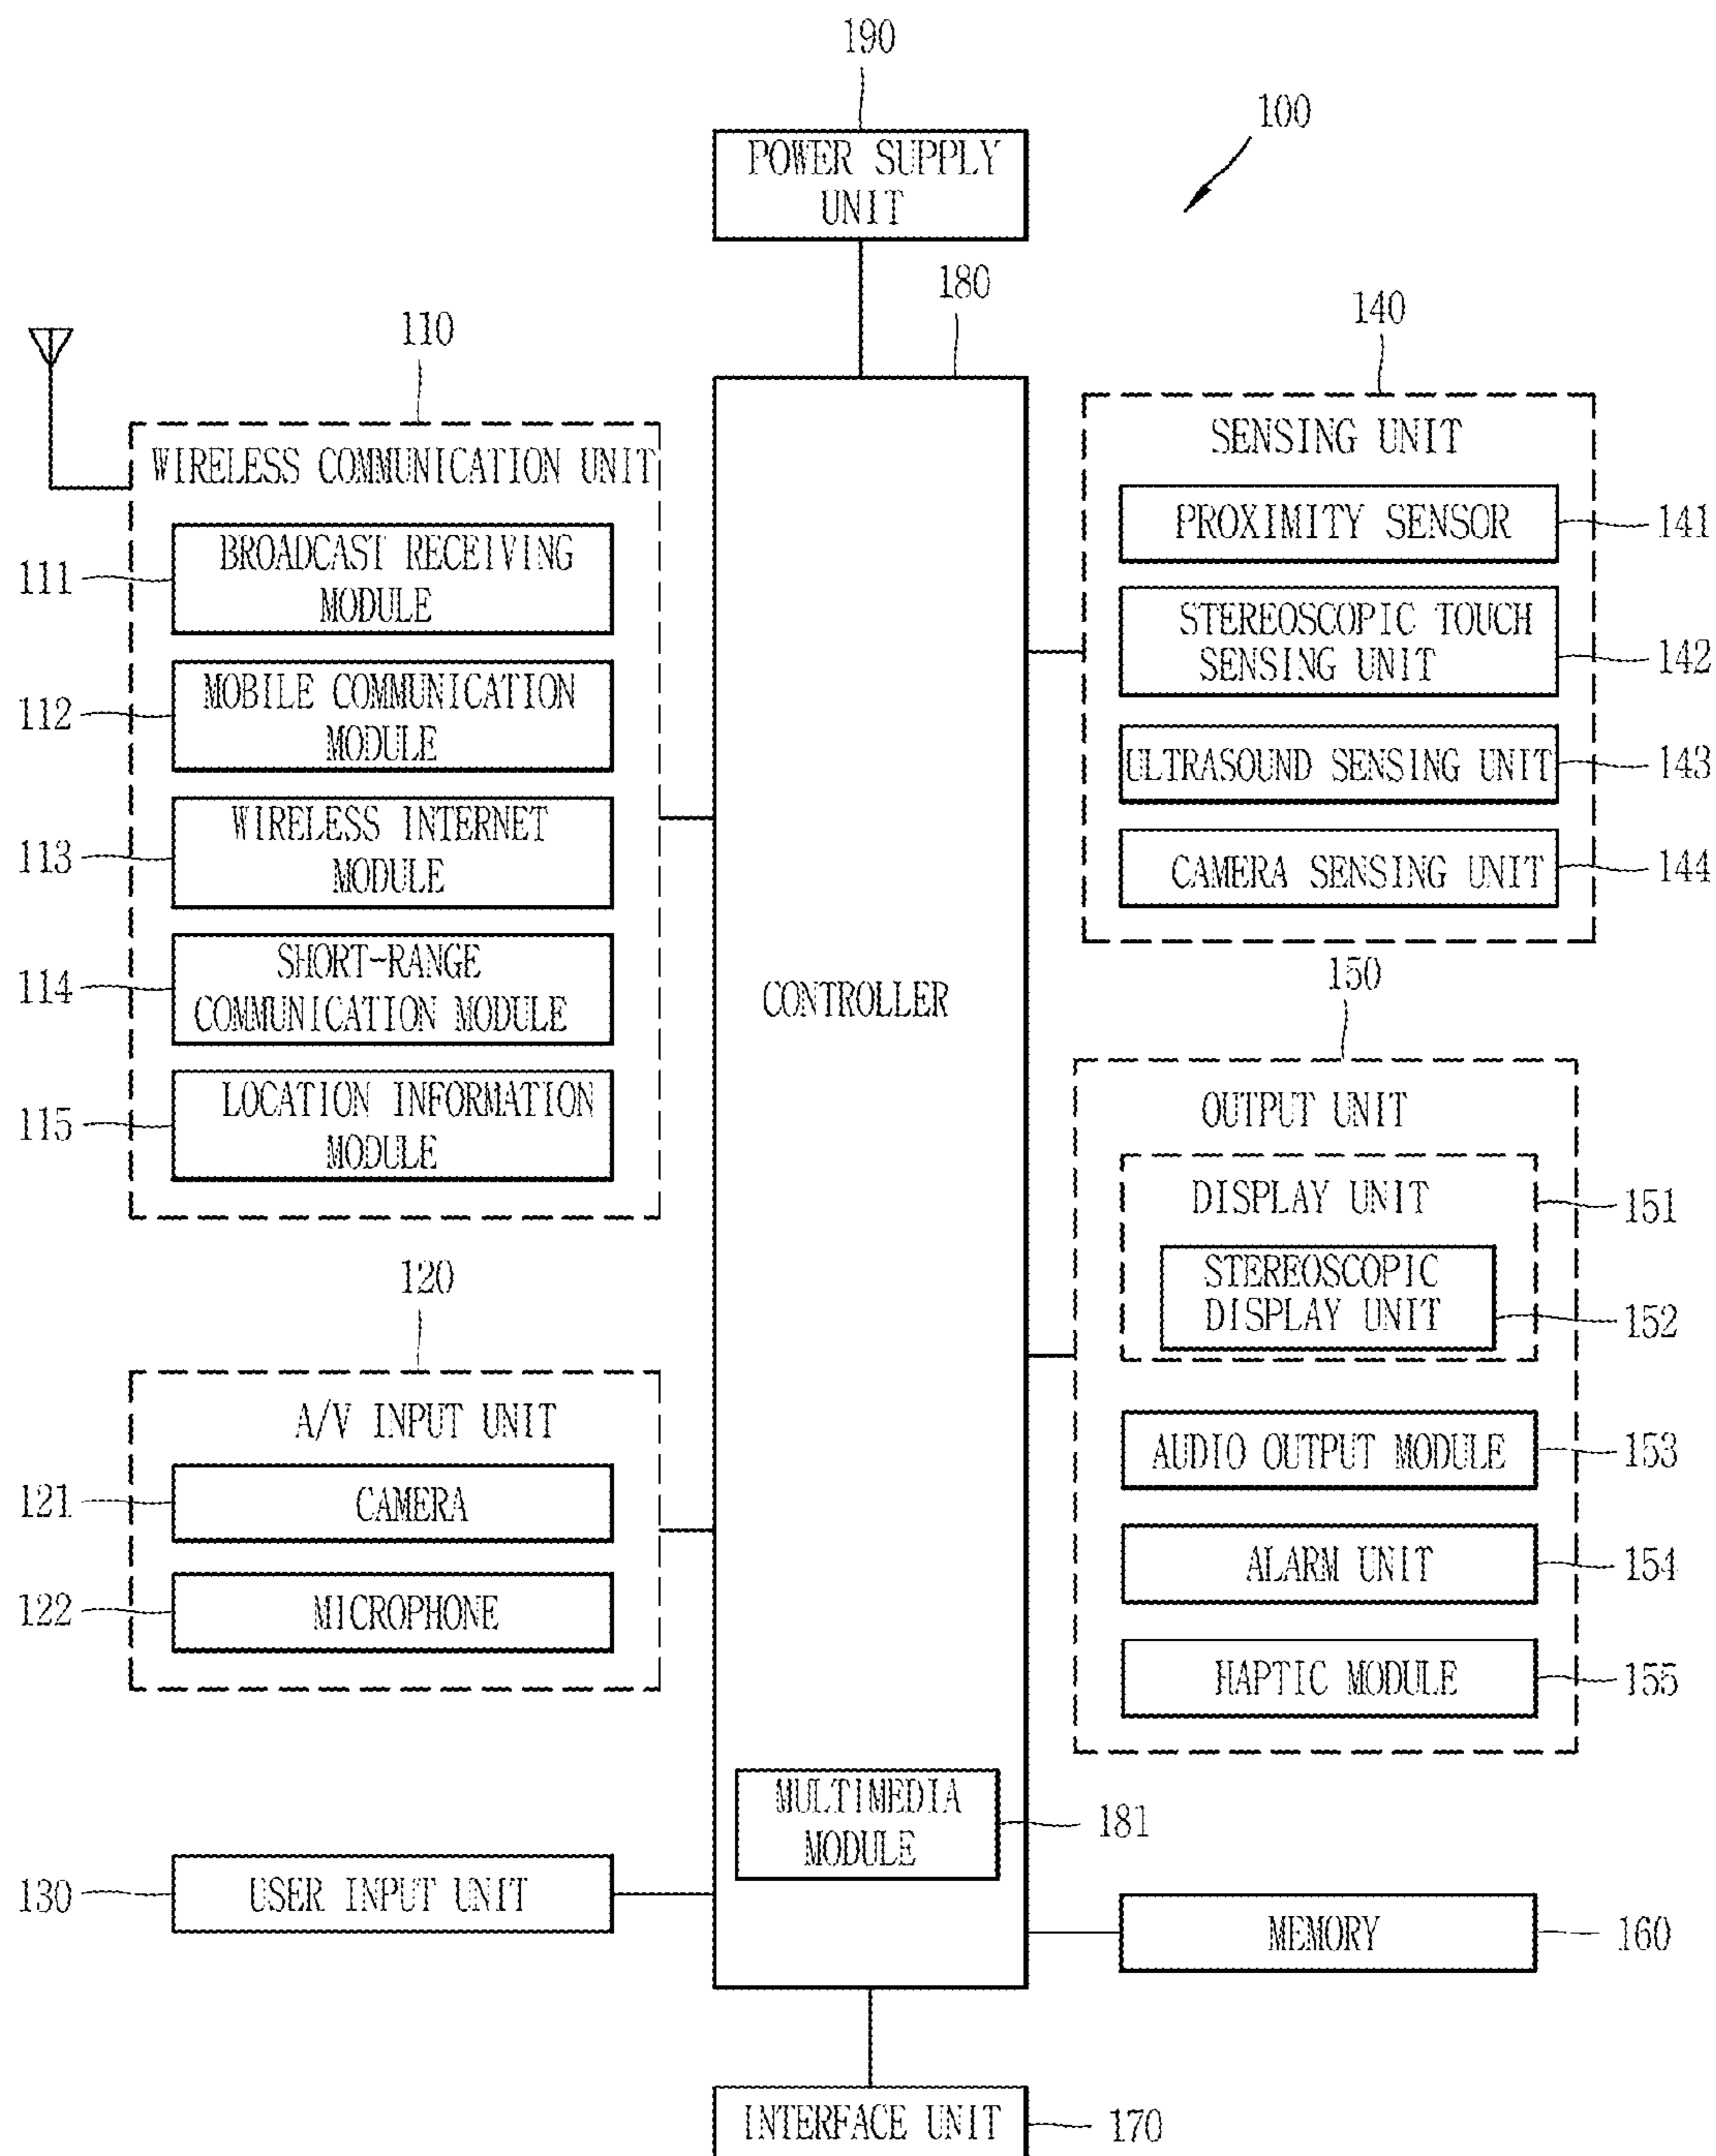 190
100
POWER SUPPLY
UNIT
180
110
WIRELESS COMMUNICATION UNIT
111
BROADCAST RECEIVING
MODULE
112
MOBILE COMMUNICATION
MODULE
113
WIRELESS INTERNET
MODULE
114
SHORT-RANGE
COMMUNICATION MODULE
115
LOCATION INFORMATION
MODULE
120
A/V INPUT UNIT
121
CAMERA
122
MICROPHONE
130
USER INPUT UNIT
CONTROLLER
MULTIMEDIA
MODULE
181
140
SENSING UNIT
PROXIMITY SENSOR
141
STEREOSCOPIC TOUCH
SENSING UNIT
142
ULTRASOUND SENSING UNIT
143
CAMERA SENSING UNIT
144
150
OUTPUT UNIT
DISPLAY UNIT
151
STEREOSCOPIC
DISPLAY UNIT
152
AUDIO OUTPUT MODULE
153
ALARM UNIT
154
HAPTIC MODULE
155
MEMORY
160
INTERFACE UNIT
170